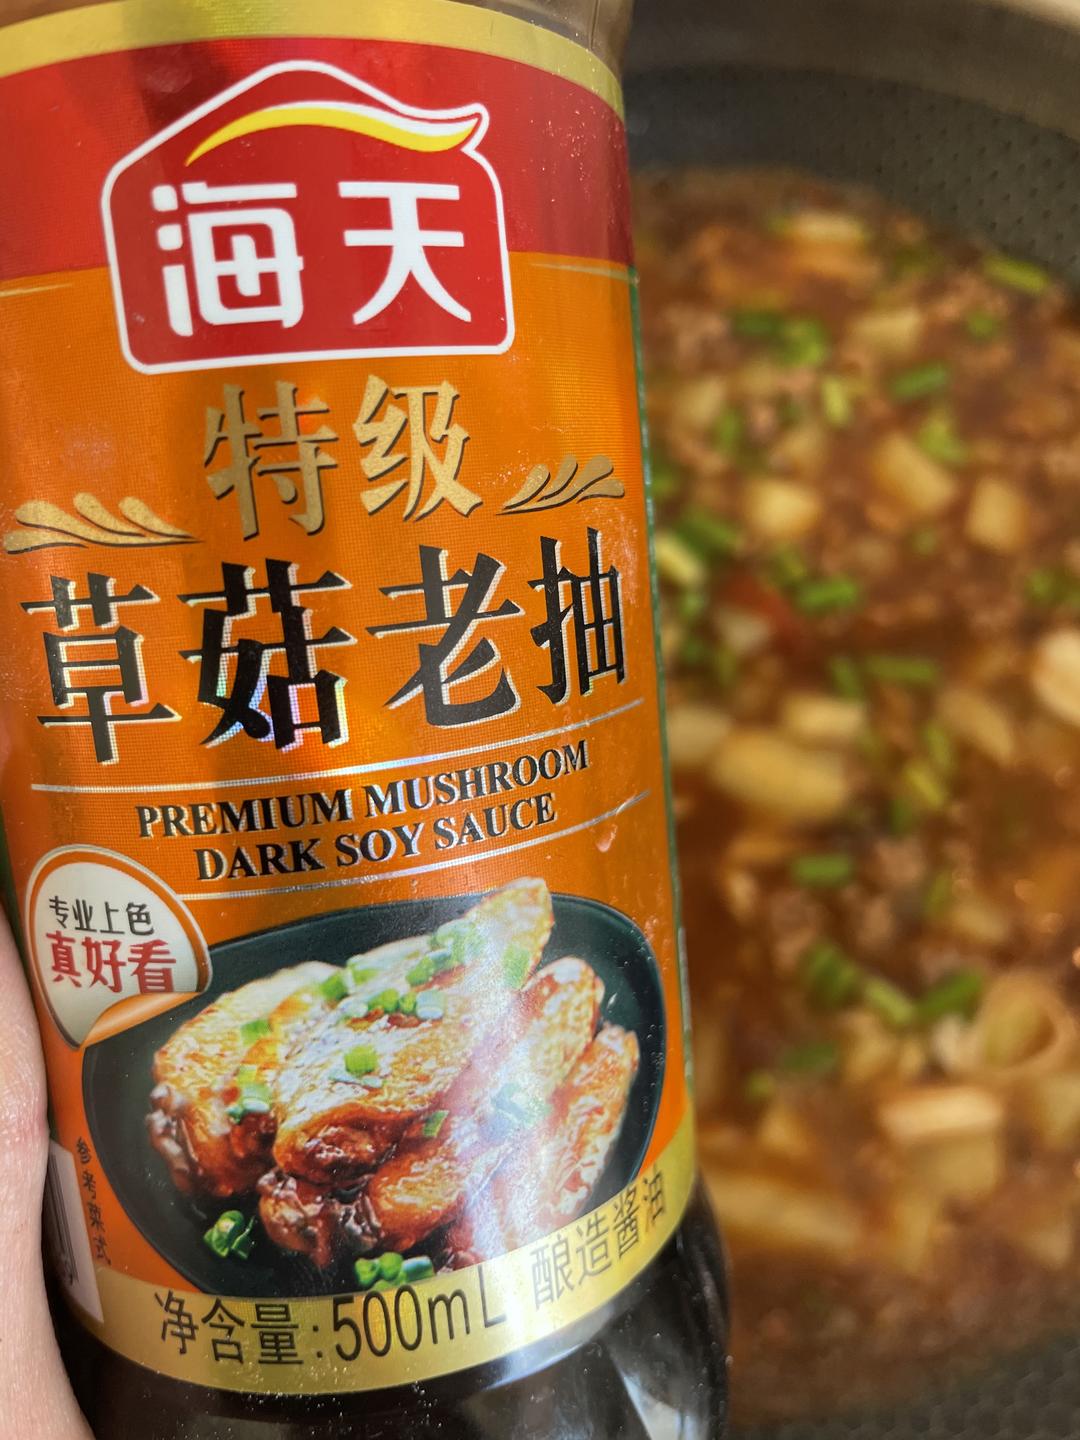 海天
特级
草菇老抽
PREMIUM MUSHROOM
DARK SOY SAUCE
专业上色
真好看
参考菜式
净含量:500mL 酿造酱油